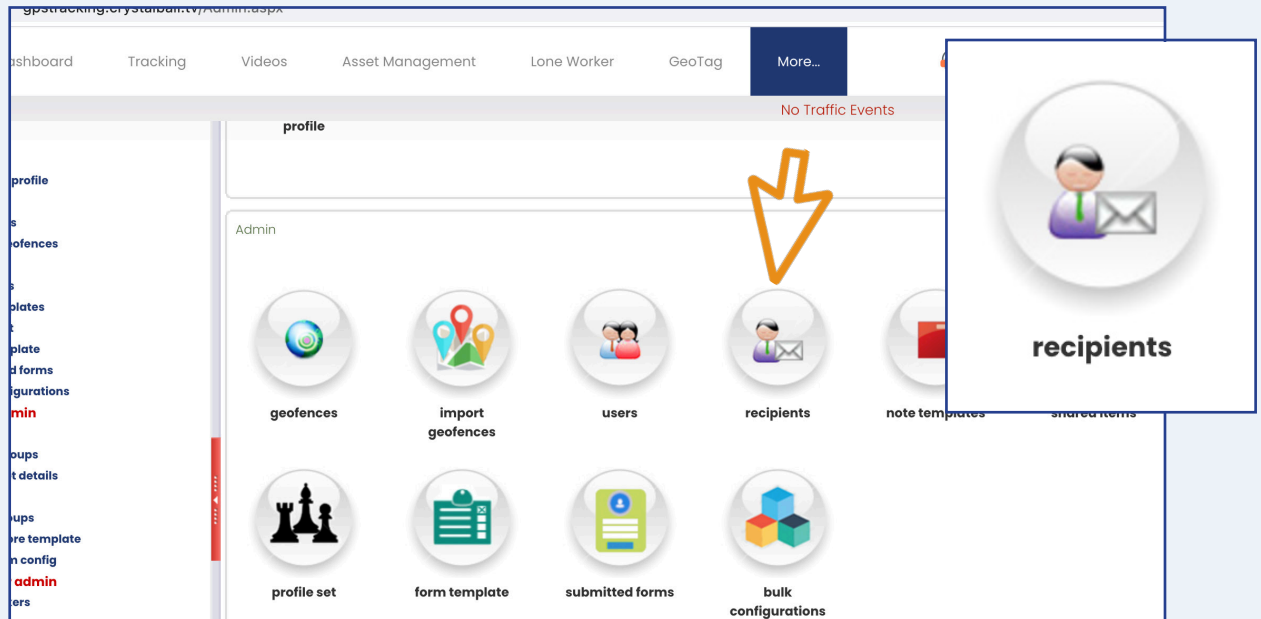 gpstracking.crystalball.tv/Admin.aspx
ashboard Tracking Videos Asset Management Lone Worker GeoTag More...
No Traffic Events
profile
profile
s
ofences
s
plates
t
plate
d forms
igurations
min
oups
t details
ups
ore template
n config
admin
ters
Admin
geofences
import
geofences
users
recipients
note templates
shared items
profile set
form template
submitted forms
bulk
configurations
recipients